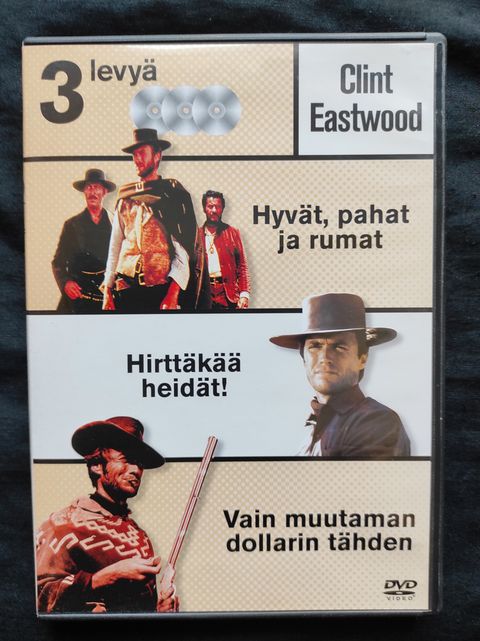 3 levyä
Clint
Eastwood
Hyvät, pahat
ja rumat
Hirttäkää
heidät!
Vain muutaman
dollarin tähden
DVD
VIDEO